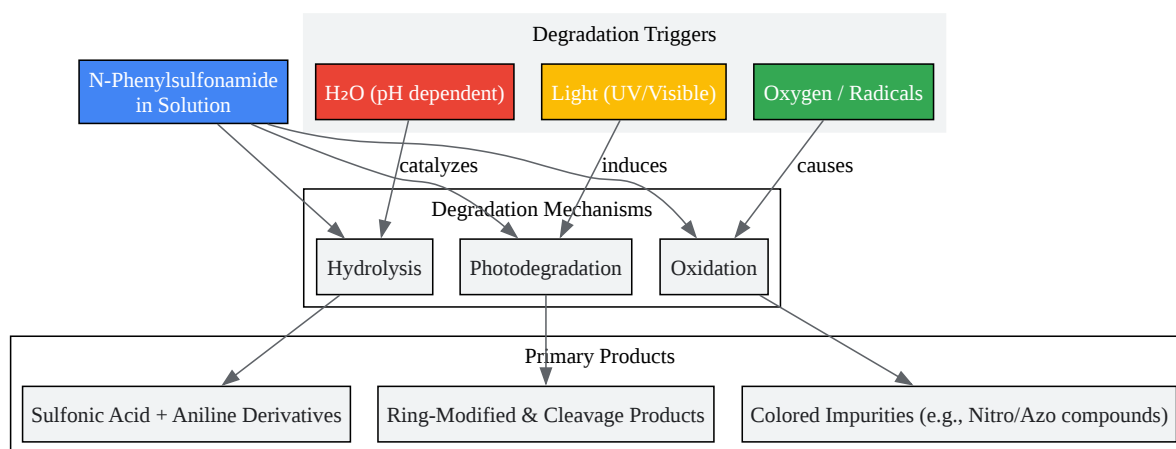 Degradation Triggers
N-Phenylsulfonamide
in Solution
H₂O (pH dependent)
Light (UV/Visible)
Oxygen / Radicals
catalyzes
induces
causes
Degradation Mechanisms
Hydrolysis
Photodegradation
Oxidation
Primary Products
Sulfonic Acid + Aniline Derivatives
Ring-Modified & Cleavage Products
Colored Impurities (e.g., Nitro/Azo compounds)